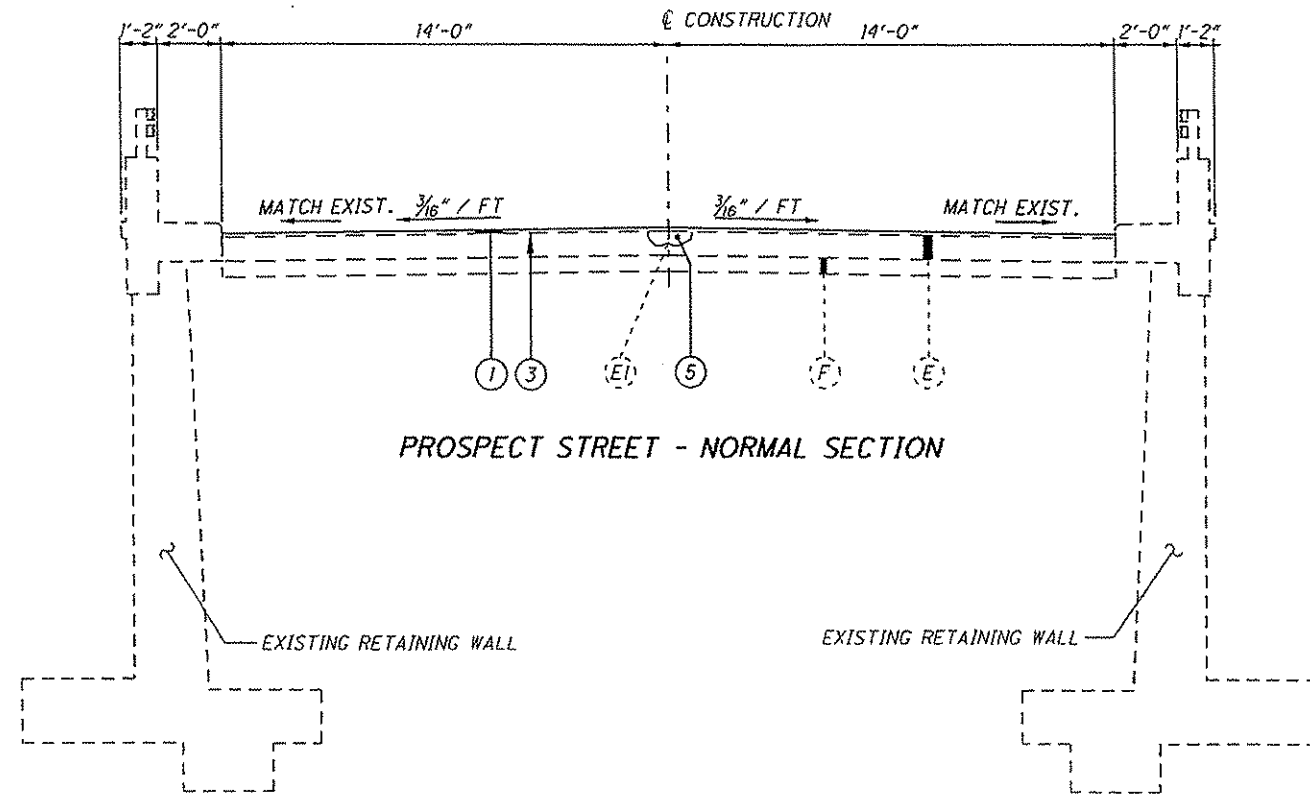 ℄ CONSTRUCTION
1'-2" 2'-0" 14'-0" 14'-0" 2'-0" 1'-2"
MATCH EXIST. 3/16" / FT 3/16" / FT MATCH EXIST.
1 3 E1 5 F E
PROSPECT STREET - NORMAL SECTION
EXISTING RETAINING WALL EXISTING RETAINING WALL